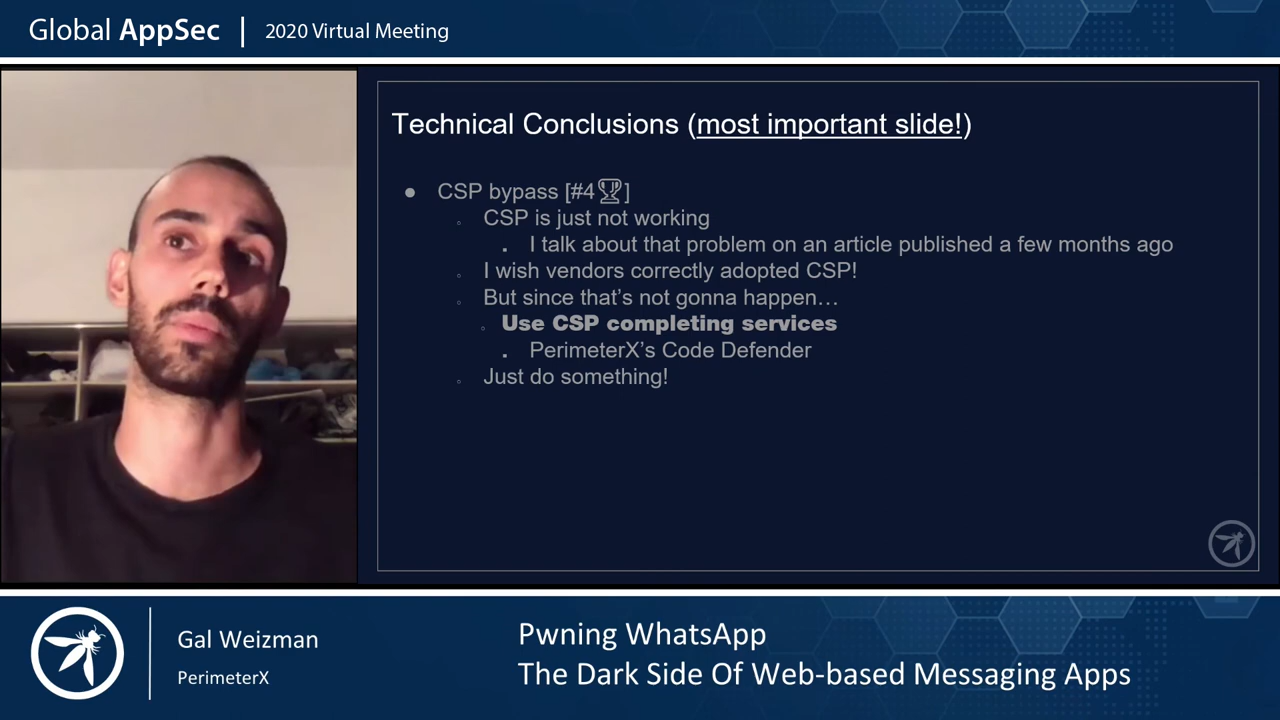 Global AppSec | 2020 Virtual Meeting
Technical Conclusions (most important slide!)
● CSP bypass [#4🏆]
CSP is just not working
I talk about that problem on an article published a few months ago
I wish vendors correctly adopted CSP!
But since that’s not gonna happen…
Use CSP completing services
PerimeterX’s Code Defender
Just do something!
Gal Weizman
PerimeterX
Pwning WhatsApp
The Dark Side Of Web-based Messaging Apps